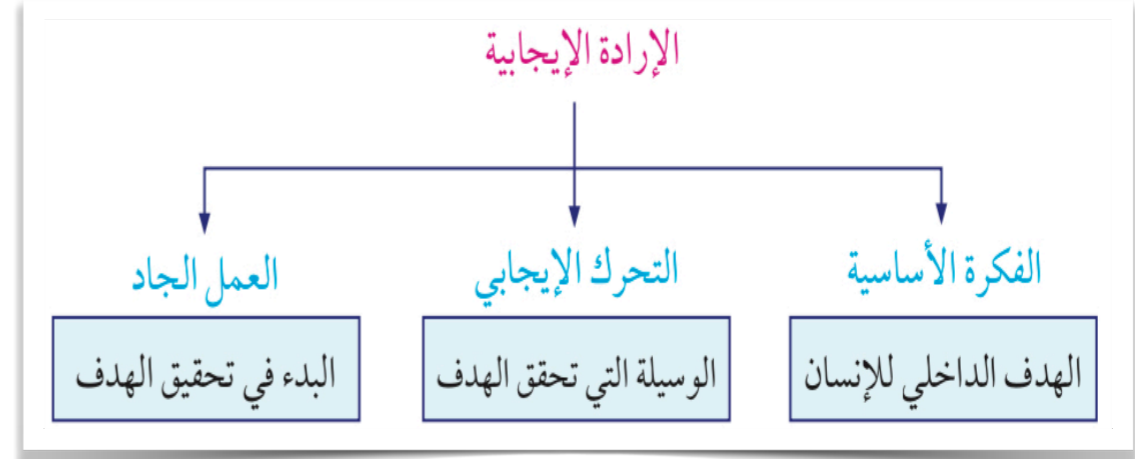 الإرادة الإيجابية
الفكرة الأساسية
التحرك الإيجابي
العمل الجاد
الهدف الداخلي للإنسان
الوسيلة التي تحقق الهدف
البدء في تحقيق الهدف